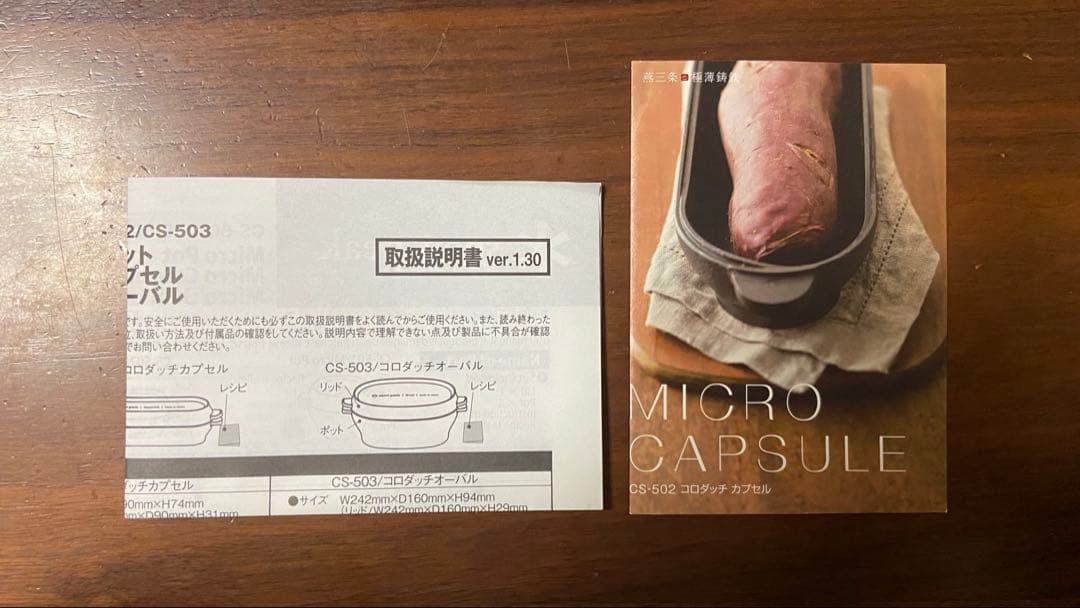 2/CS-503
ット
プセル
ーバル
取扱説明書 ver.1.30
です。安全にご使用いただくためにも必ずこの取扱説明書をよく読んでからご使用ください。また、読み終わった
取扱い方法及び付属品の確認をしてください。説明内容で理解できない点及び製品に不具合が確認
でお問い合わせください。
コロダッチカプセル
レシピ
CS-503/コロダッチオーバル
リッド
レシピ
ポット
ダッチカプセル
CS-503/コロダッチオーバル
90mm×H74mm
●サイズ W242mm×D160mm×H94mm
mm×D90mm×H31mm
(リッド/W242mm×D160mm×H29mm
燕三条 極薄鋳鉄
MICRO
CAPSULE
CS-502 コロダッチ カプセル